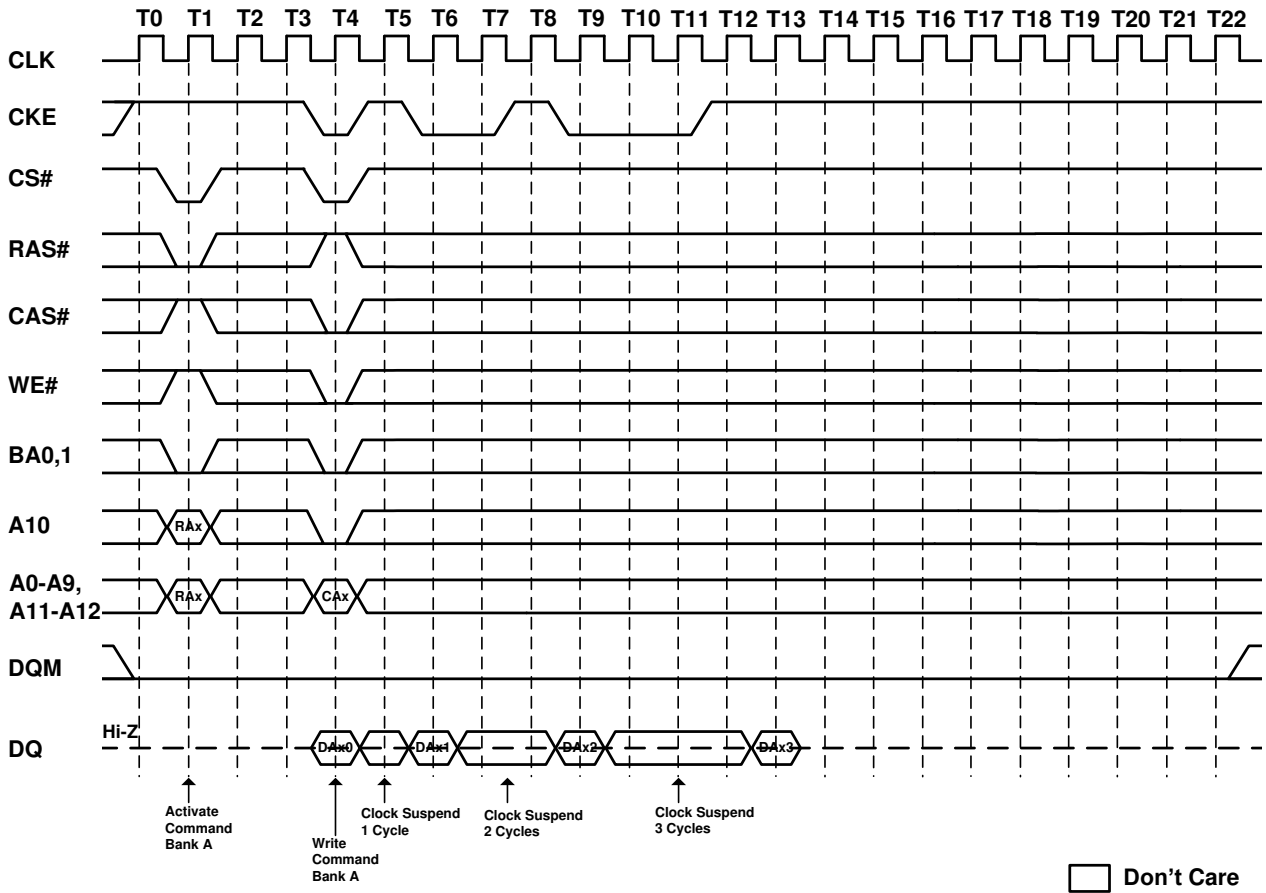 T0 T1 T2 T3 T4 T5 T6 T7 T8 T9 T10 T11 T12 T13 T14 T15 T16 T17 T18 T19 T20 T21 T22
CLK
CKE
CS#
RAS#
CAS#
WE#
BA0,1
A10
RAx
A0-A9,
A11-A12
RAx
CAx
DQM
Hi-Z
DQ
DAx0
DAx1
DAx2
DAx3
Activate
Command
Bank A
Write
Command
Bank A
Clock Suspend
1 Cycle
Clock Suspend
2 Cycles
Clock Suspend
3 Cycles
Don't Care